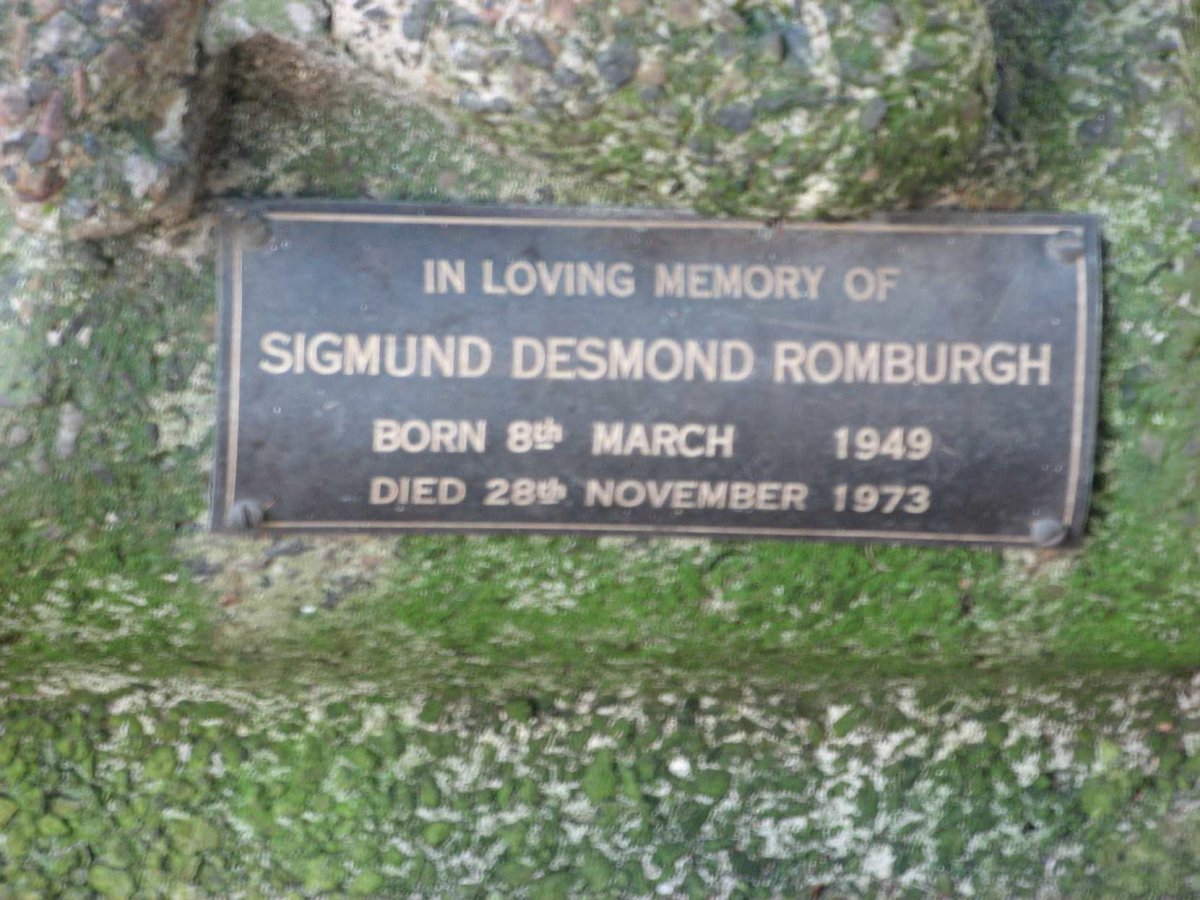 IN LOVING MEMORY OF
SIGMUND DESMOND ROMBURGH
BORN 8th MARCH 1949
DIED 28th NOVEMBER 1973